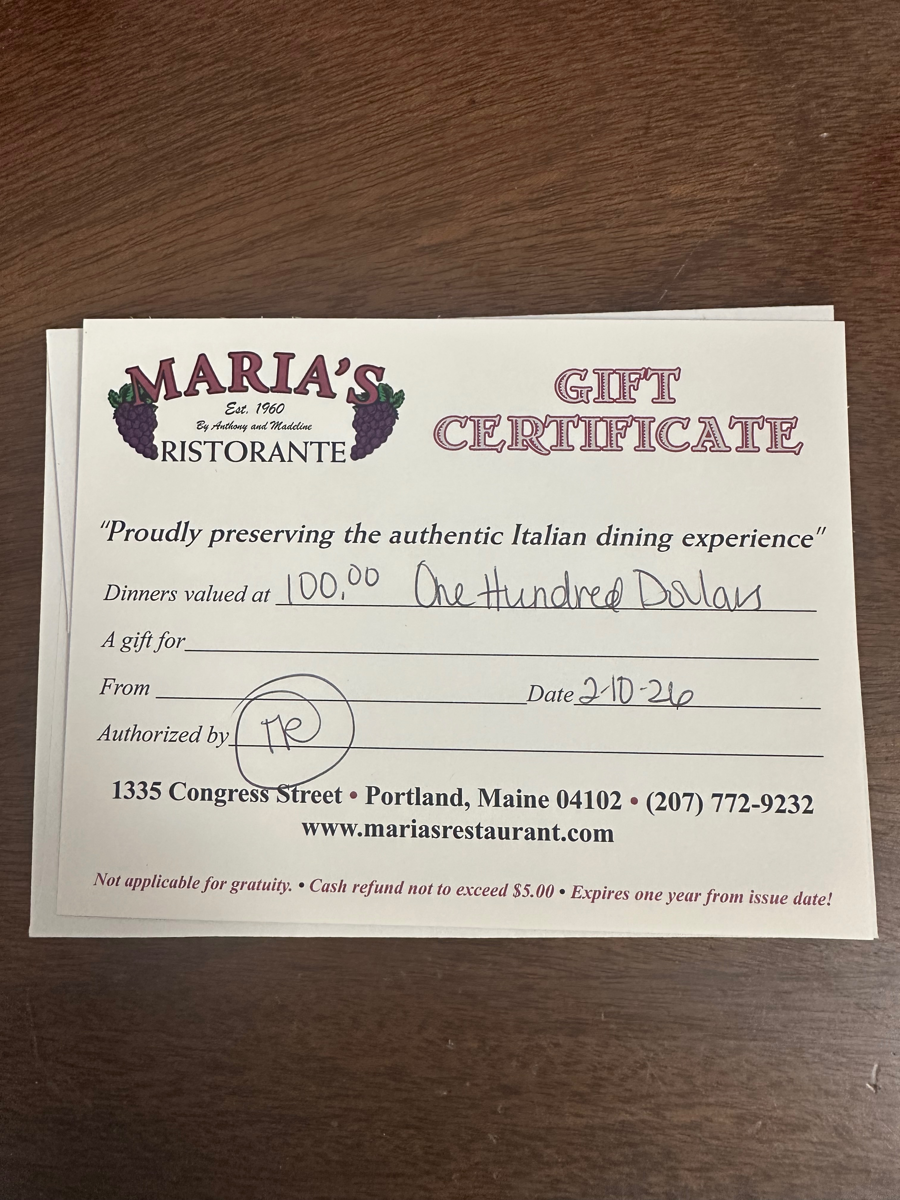 MARIA'S
Est. 1960
By Anthony and Madeline
RISTORANTE
GIFT
CERTIFICATE
"Proudly preserving the authentic Italian dining experience"
Dinners valued at 100.00 One Hundred Dollars
A gift for
From Date 2-10-26
Authorized by
1335 Congress Street • Portland, Maine 04102 • (207) 772-9232
www.mariasrestaurant.com
Not applicable for gratuity. • Cash refund not to exceed $5.00 • Expires one year from issue date!